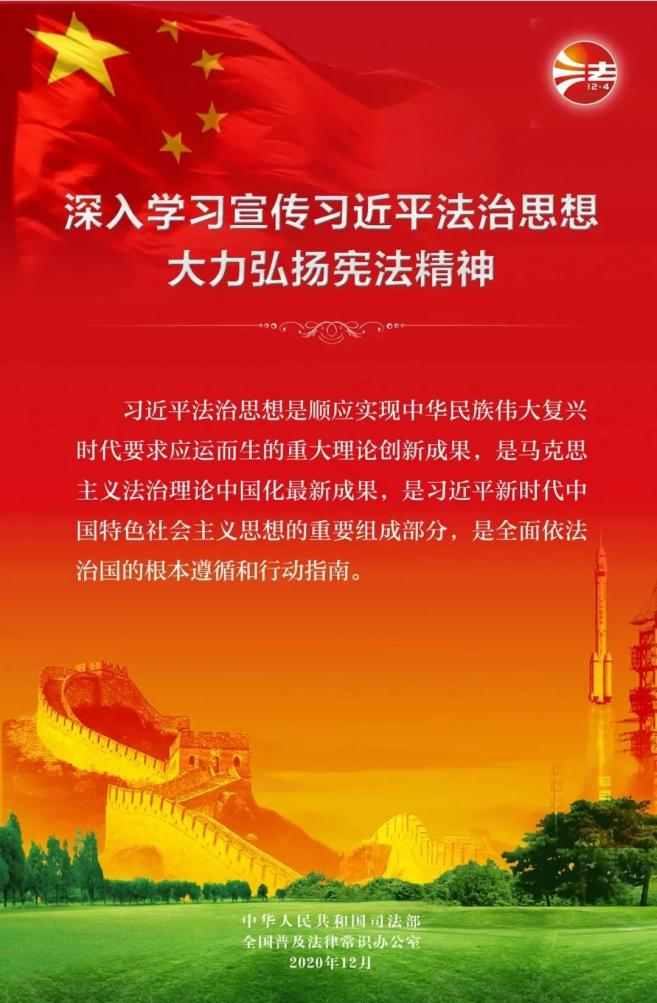 法
12·4
深入学习宣传习近平法治思想
大力弘扬宪法精神
习近平法治思想是顺应实现中华民族伟大复兴
时代要求应运而生的重大理论创新成果，是马克思
主义法治理论中国化最新成果，是习近平新时代中
国特色社会主义思想的重要组成部分，是全面依法
治国的根本遵循和行动指南。
中华人民共和国司法部
全国普及法律常识办公室
2020年12月